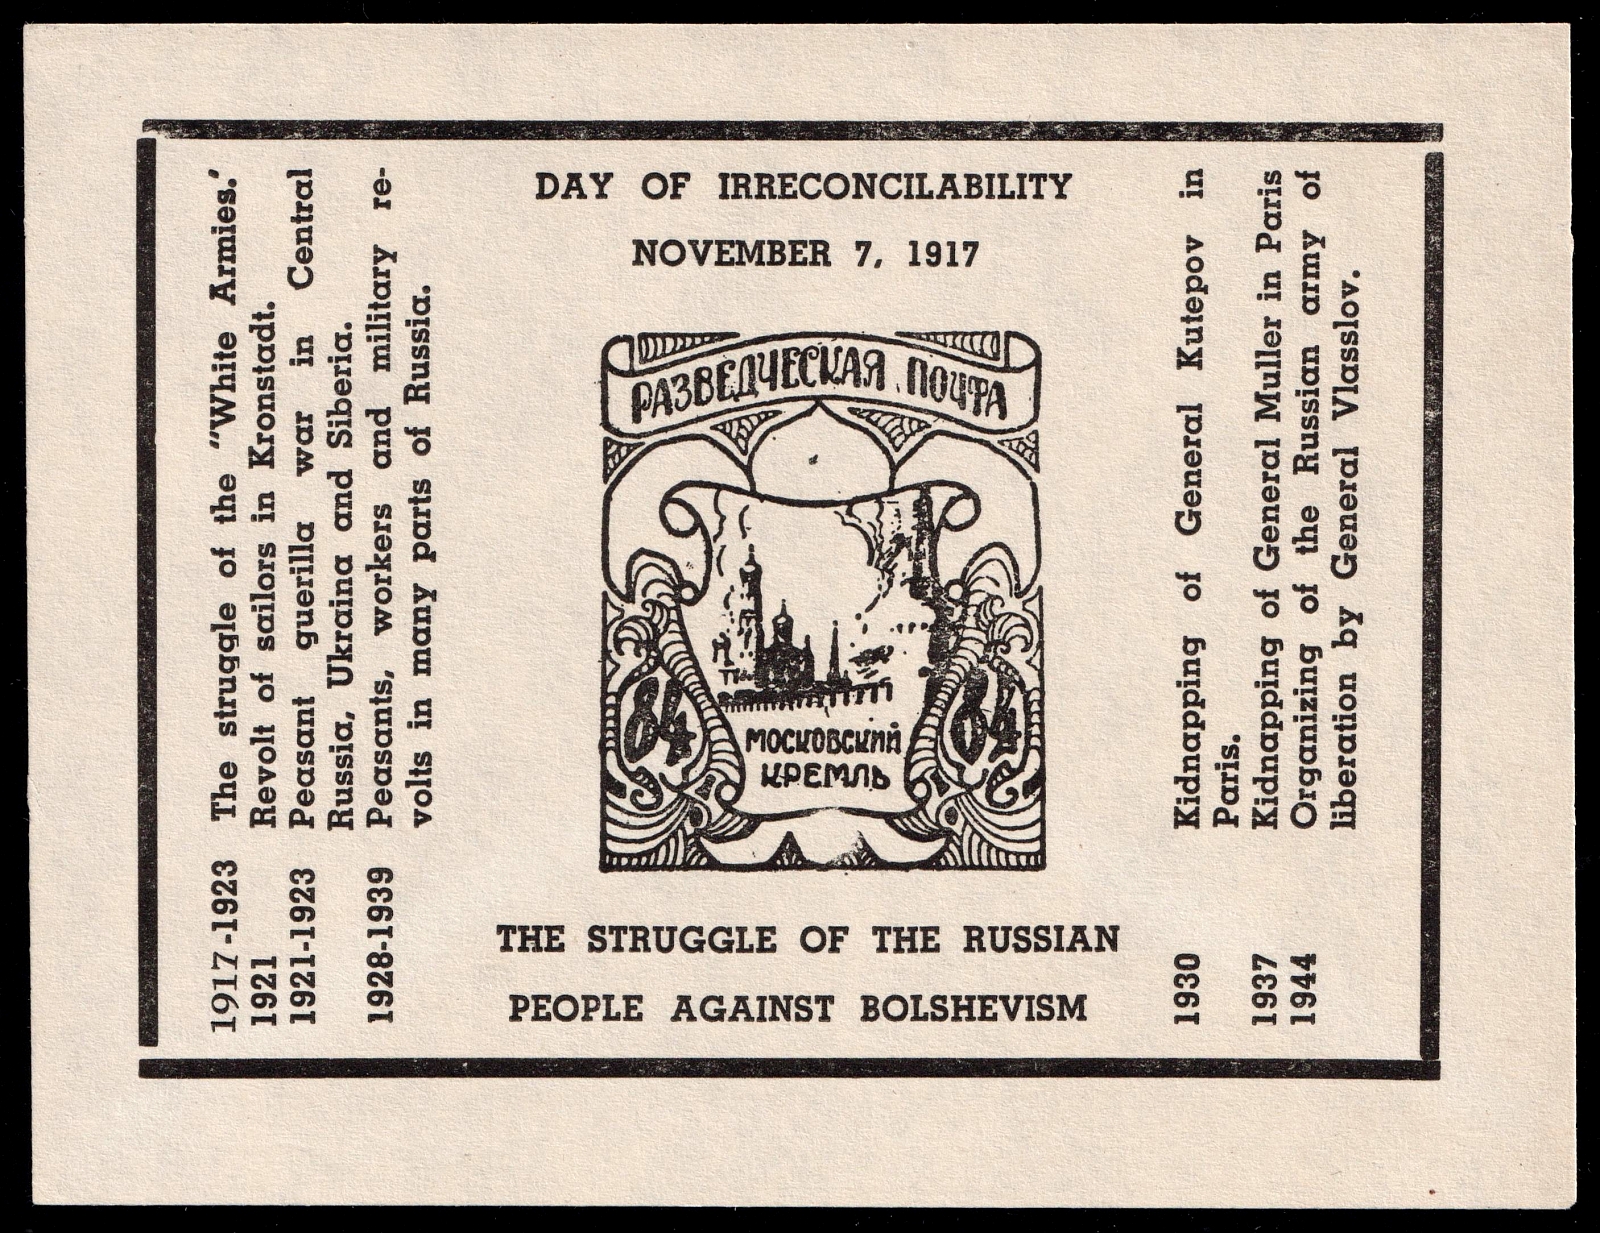 DAY OF IRRECONCILABILITY
NOVEMBER 7, 1917
1917-1923 The struggle of the "White Armies.'
1921 Revolt of sailors in Kronstadt.
1921-1923 Peasant guerilla war in Central
Russia, Ukraina and Siberia.
1928-1939 Peasants, workers and military re-
volts in many parts of Russia.
РАЗВЕДЧЕСКАЯ ПОЧТА
84 84
МОСКОВСКИЙ
КРЕМЛЬ
THE STRUGGLE OF THE RUSSIAN
PEOPLE AGAINST BOLSHEVISM
1930 Kidnapping of General Kutepov in
Paris.
1937 Kidnapping of General Muller in Paris
1944 Organizing of the Russian army of
liberation by General Vlasslov.